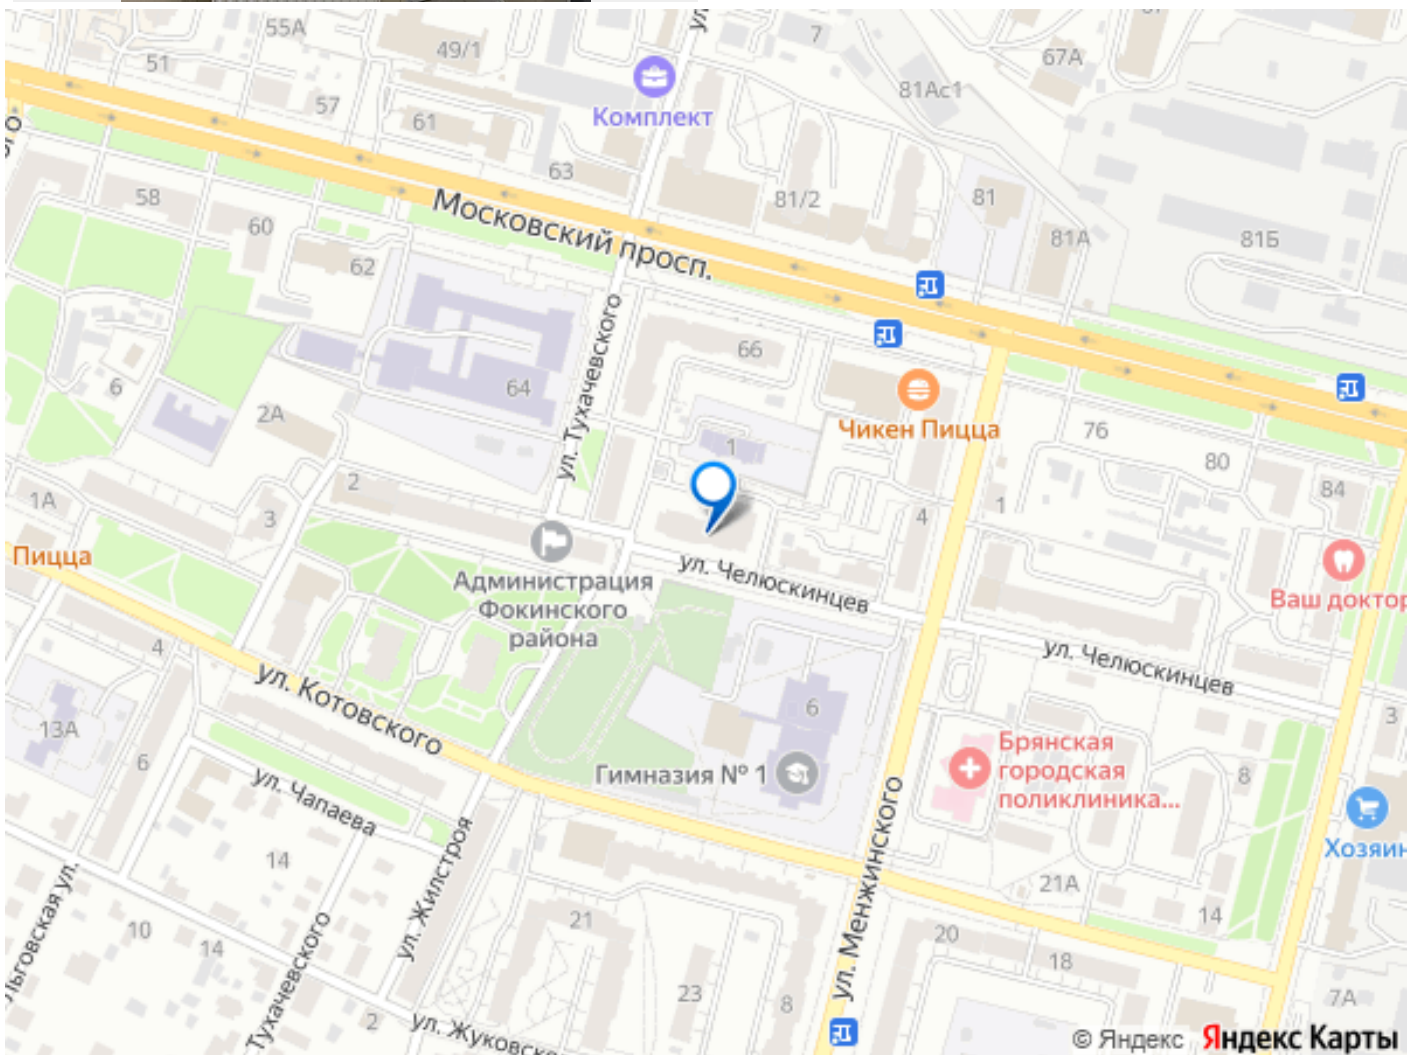 55А
49/1
7
51
67А
81Ас1
57
61
Комплект
63
58
81/2
81
60
Московский просп.
81А
81Б
62
ул. Тухачевского
66
6
64
2А
Чикен Пицца
76
1
80
2
84
1А
3
4
1
Пицца
Администрация
Фокинского
района
ул. Челюскинцев
Ваш доктор
4
ул. Котовского
ул. Челюскинцев
13А
6
3
6
Гимназия № 1
Брянская
городская
поликлиника...
8
ул. Чапаева
ул. Менжинского
Хозяин
14
ул. Жилстроя
21А
14
10
14
21
20
18
Тухачевского
23
8
7А
2
© Яндекс Яндекс Карты